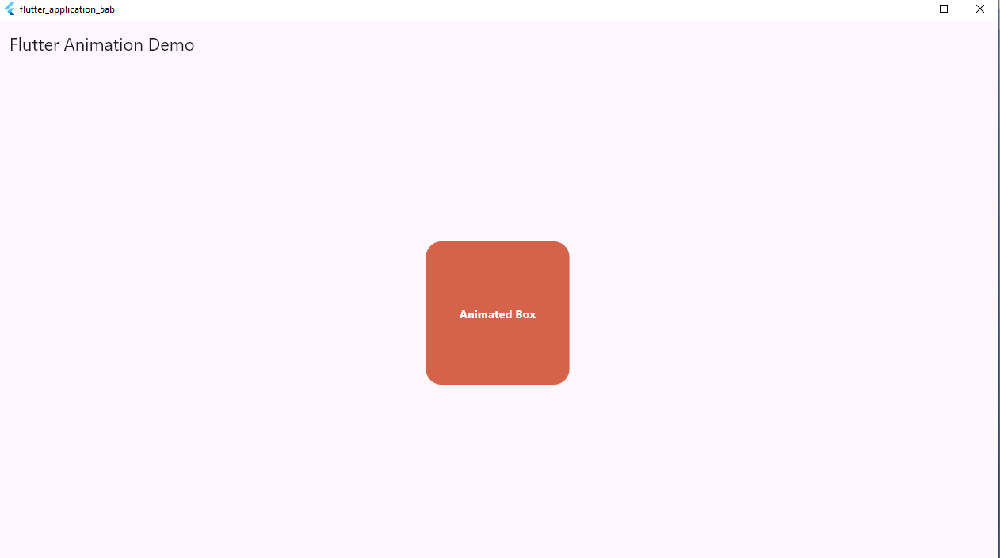 flutter_application_5ab
Flutter Animation Demo
Animated Box